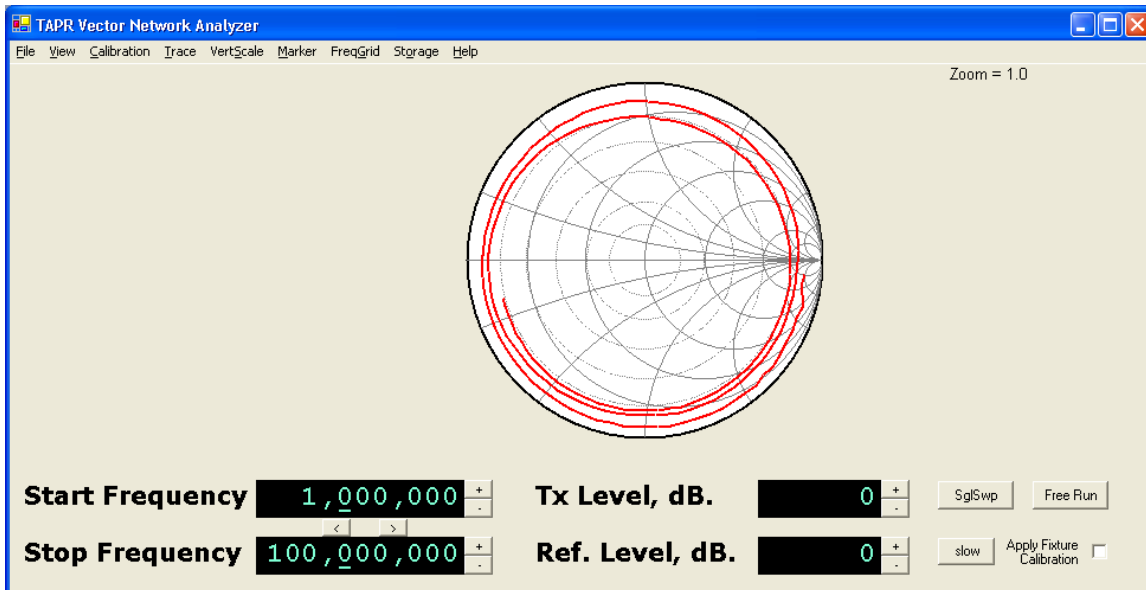 TAPR Vector Network Analyzer
File View Calibration Trace VertScale Marker FreqGrid Storage Help
Zoom = 1.0
Start Frequency 1,000,000 + - Tx Level, dB. 0 + - SglSwp Free Run
< >
Stop Frequency 100,000,000 + - Ref. Level, dB. 0 + - slow Apply Fixture
Calibration